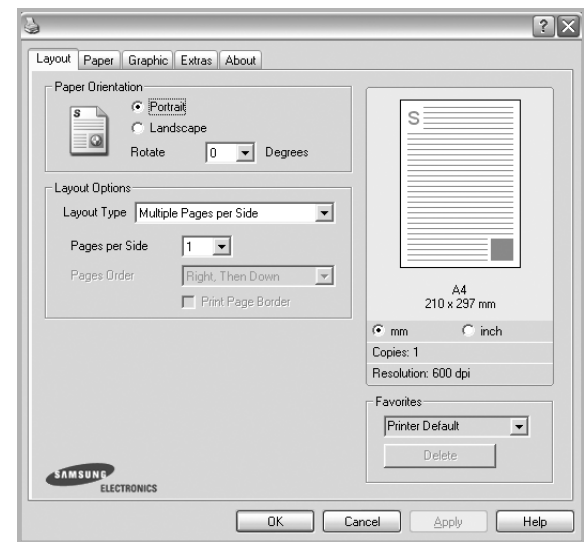 Layout Paper Graphic Extras About
Paper Orientation
S
Portrait
Landscape
Rotate 0 Degrees
Layout Options
Layout Type Multiple Pages per Side
Pages per Side 1
Pages Order Right, Then Down
Print Page Border
S
A4
210 x 297 mm
mm inch
Copies: 1
Resolution: 600 dpi
Favorites
Printer Default
Delete
SAMSUNG
ELECTRONICS
OK Cancel Apply Help